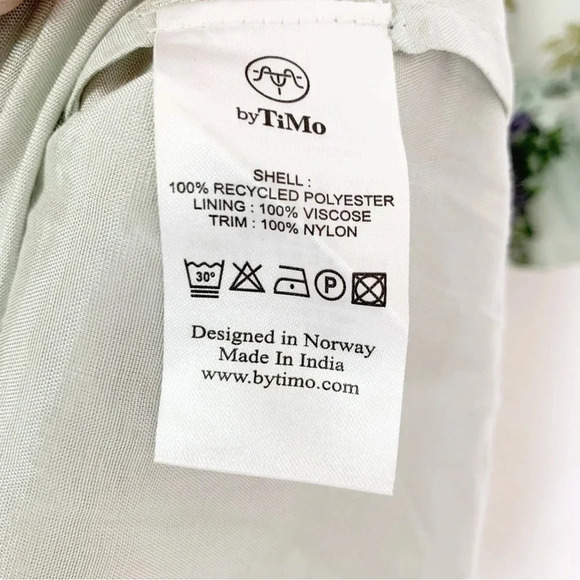 byTiMo
SHELL :
100% RECYCLED POLYESTER
LINING : 100% VISCOSE
TRIM : 100% NYLON
30° P
Designed in Norway
Made In India
www.bytimo.com